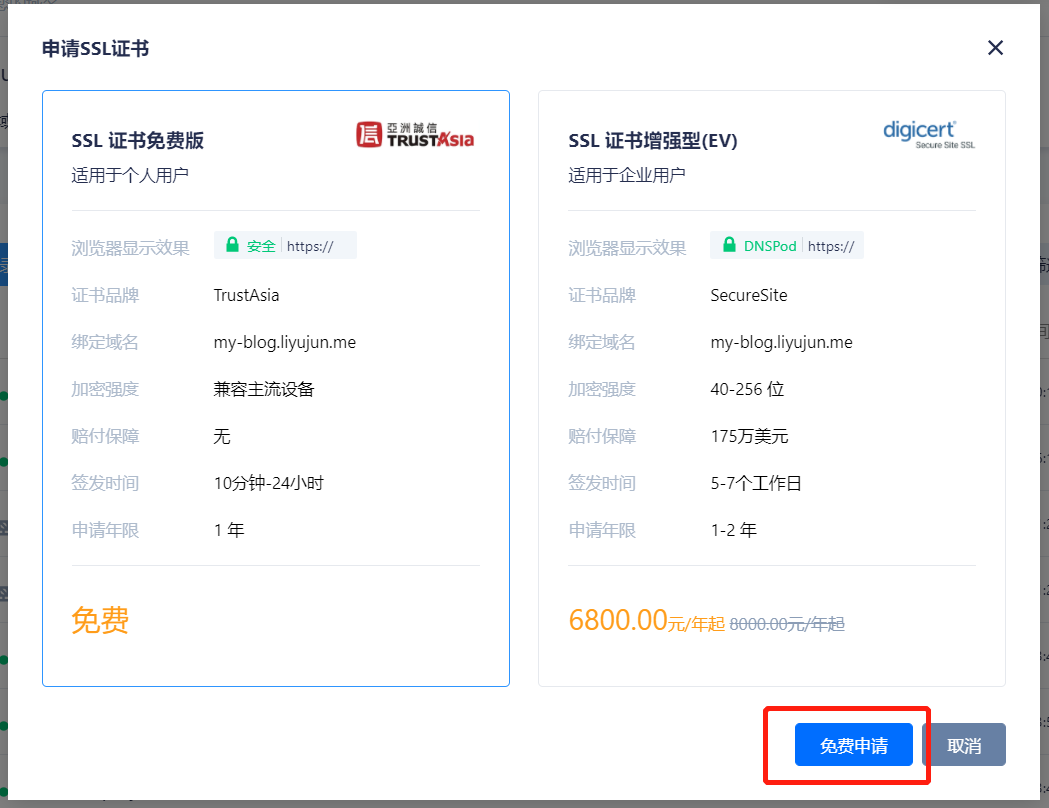 申请SSL证书
SSL 证书免费版
亞洲誠信
TRUSTAsia
适用于个人用户
浏览器显示效果 安全 https://
证书品牌 TrustAsia
绑定域名 my-blog.liyujun.me
加密强度 兼容主流设备
赔付保障 无
签发时间 10分钟-24小时
申请年限 1 年
免费
SSL 证书增强型(EV)
digicert®
Secure Site SSL
适用于企业用户
浏览器显示效果 DNSPod https://
证书品牌 SecureSite
绑定域名 my-blog.liyujun.me
加密强度 40-256 位
赔付保障 175万美元
签发时间 5-7个工作日
申请年限 1-2 年
6800.00元/年起 8000.00元/年起
免费申请 取消